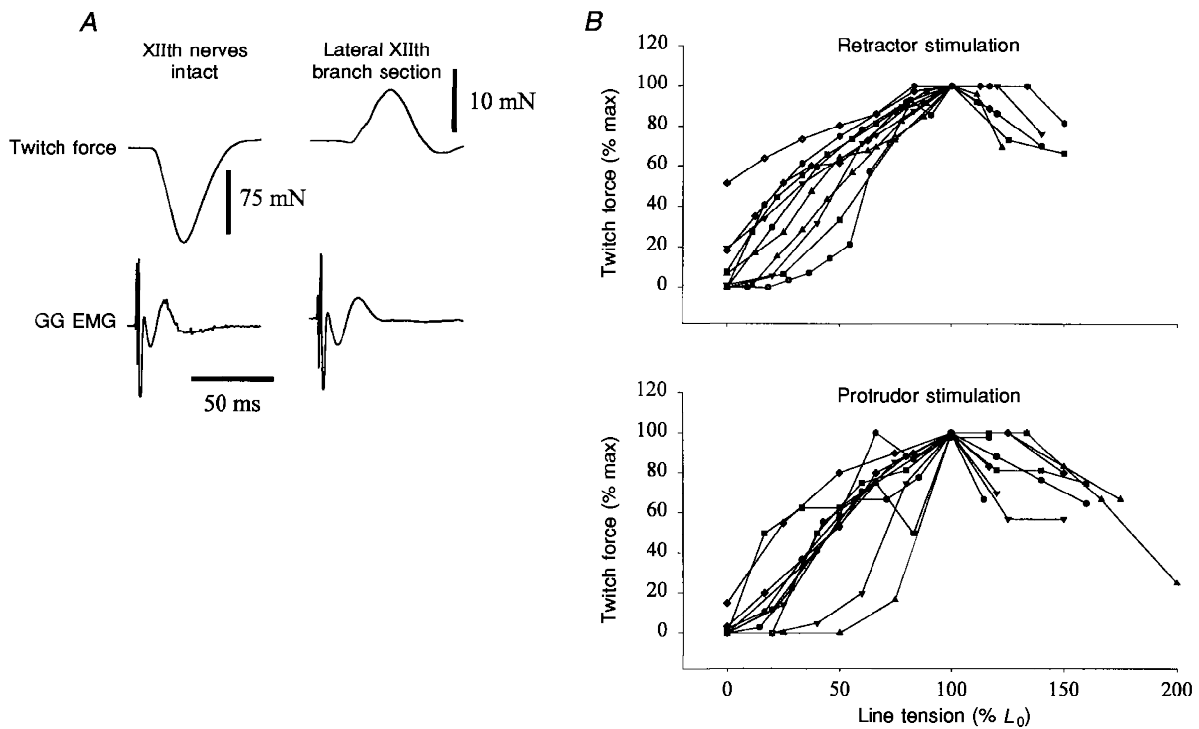 A
XIIth nerves
intact
Lateral XIIth
branch section
10 mN
Twitch force
75 mN
GG EMG
50 ms
B
Retractor stimulation
Twitch force (% max)
120
100
80
60
40
20
0
Protrudor stimulation
Twitch force (% max)
120
100
80
60
40
20
0
0 50 100 150 200
Line tension (% L0)